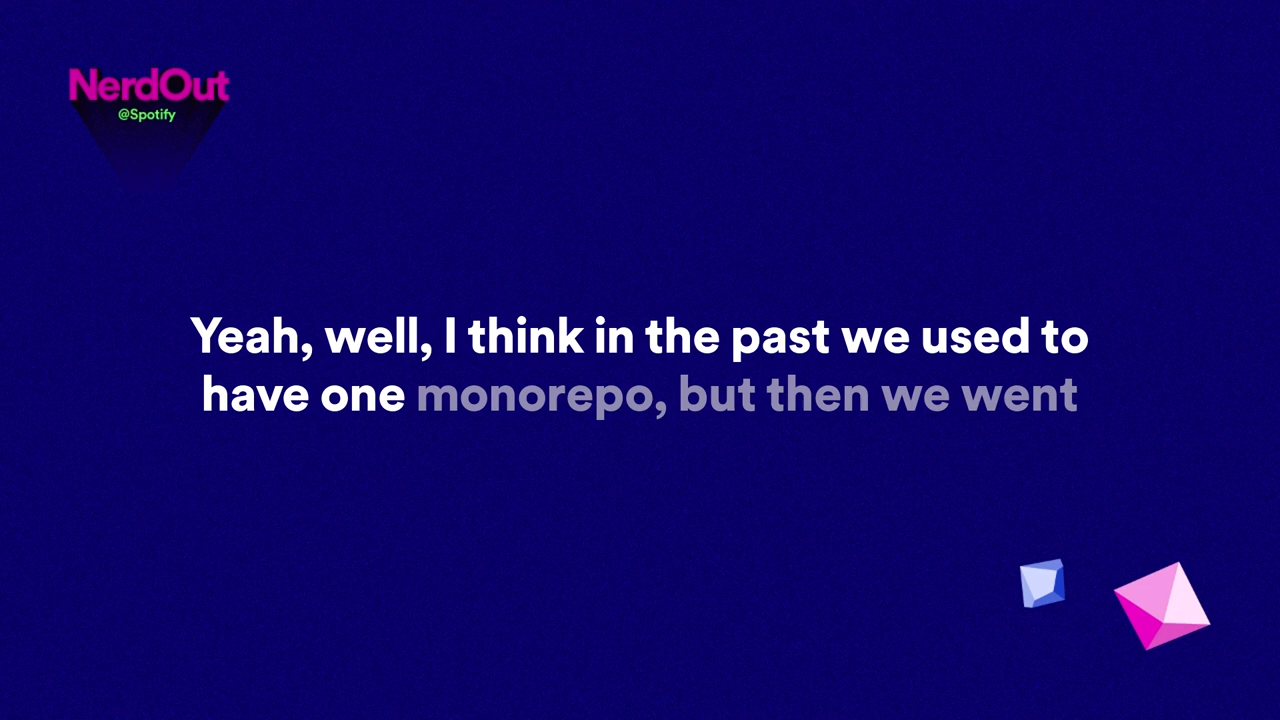 NerdOut
@Spotify
Yeah, well, I think in the past we used to
have one monorepo, but then we went